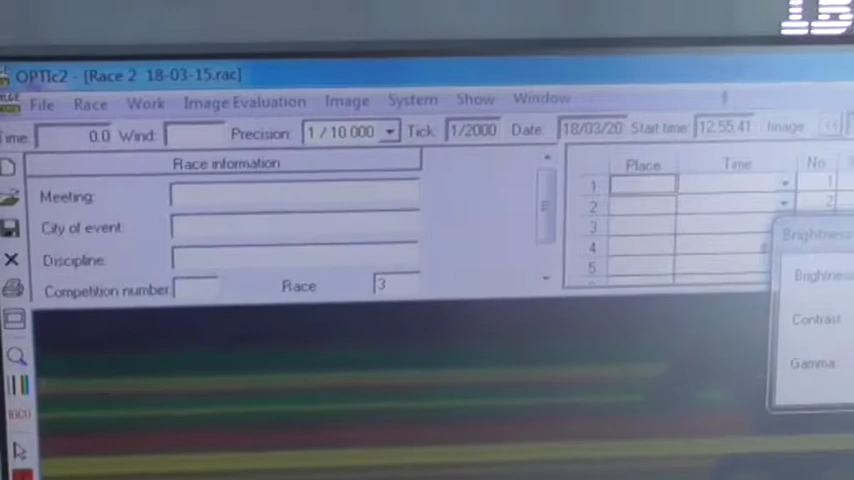 OPTIc2 - [Race 2 18-03-15.rac]
File Race Work Image Evaluation Image System Show Window
Time: 0.0 Wind: Precision: 1 / 10 000 Tick: 1/2000 Date: 18/03/20 Start time: 12.55.41 Image <<
Race information
Place Time No
Meeting:
City of event:
Discipline:
Competition number: Race 3
1 1
2 2
3
4
5
Brightness
Brightness
Contrast
Gamma